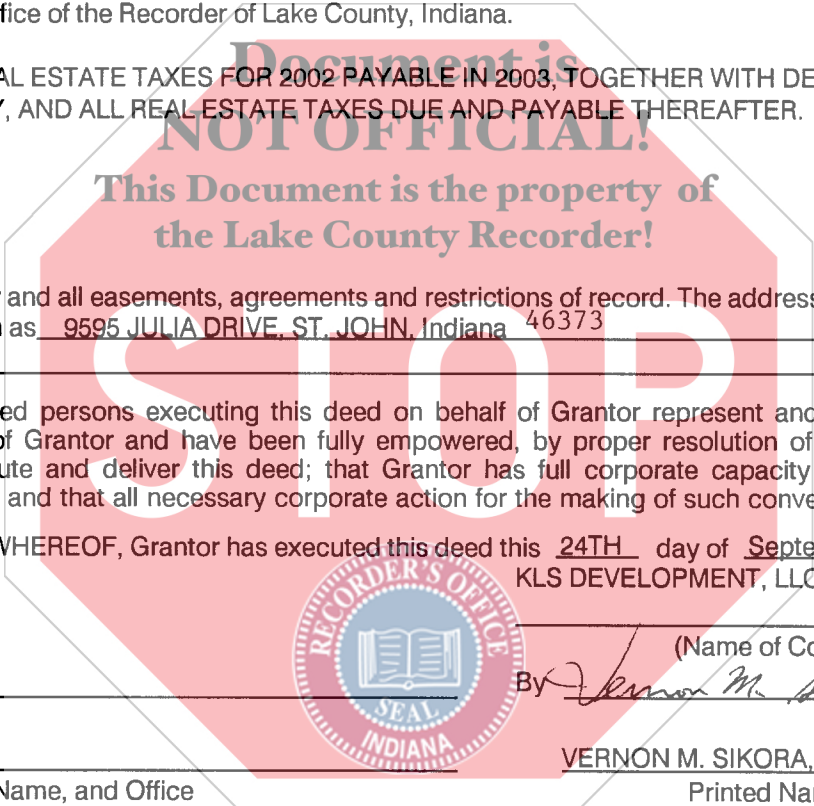 fice of the Recorder of Lake County, Indiana.
Document is
AL ESTATE TAXES FOR 2002 PAYABLE IN 2003, TOGETHER WITH DE
, AND ALL REAL ESTATE TAXES DUE AND PAYABLE THEREAFTER.
NOT OFFICIAL!
This Document is the property of
the Lake County Recorder!
and all easements, agreements and restrictions of record. The address
as 9595 JULIA DRIVE, ST. JOHN, Indiana 46373
STOP
ed persons executing this deed on behalf of Grantor represent and
of Grantor and have been fully empowered, by proper resolution of
ute and deliver this deed; that Grantor has full corporate capacity
and that all necessary corporate action for the making of such conve
WHEREOF, Grantor has executed this deed this 24TH day of Septe
KLS DEVELOPMENT, LLC
RECORDER'S OFFICE
SEAL
INDIANA
(Name of Co
By Vernon M.
VERNON M. SIKORA,
Name, and Office
Printed Na